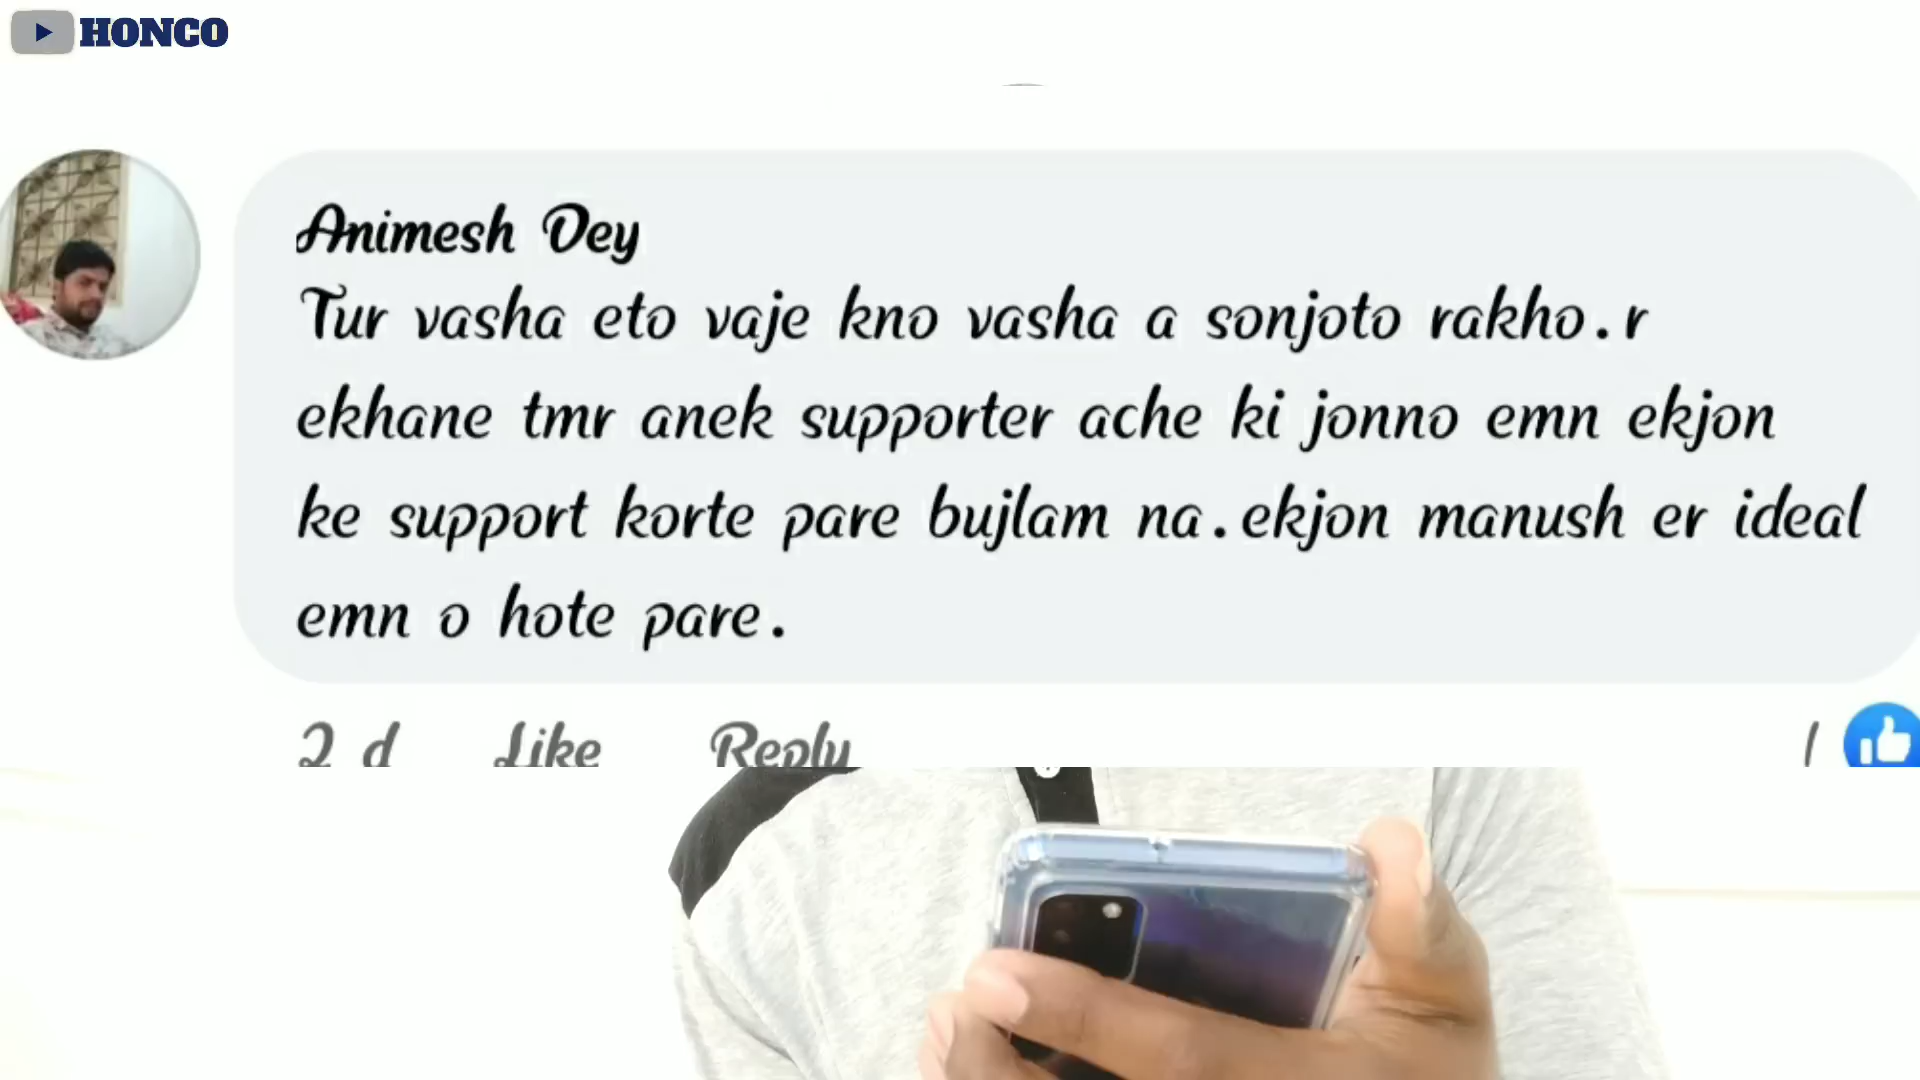 HONCO
Animesh Dey
Tur vasha eto vaje kno vasha a sonjoto rakho.r
ekhane tmr anek supporter ache ki jonno emn ekjon
ke support korte pare bujlam na.ekjon manush er ideal
emn o hote pare.
2 d Like Reply 1